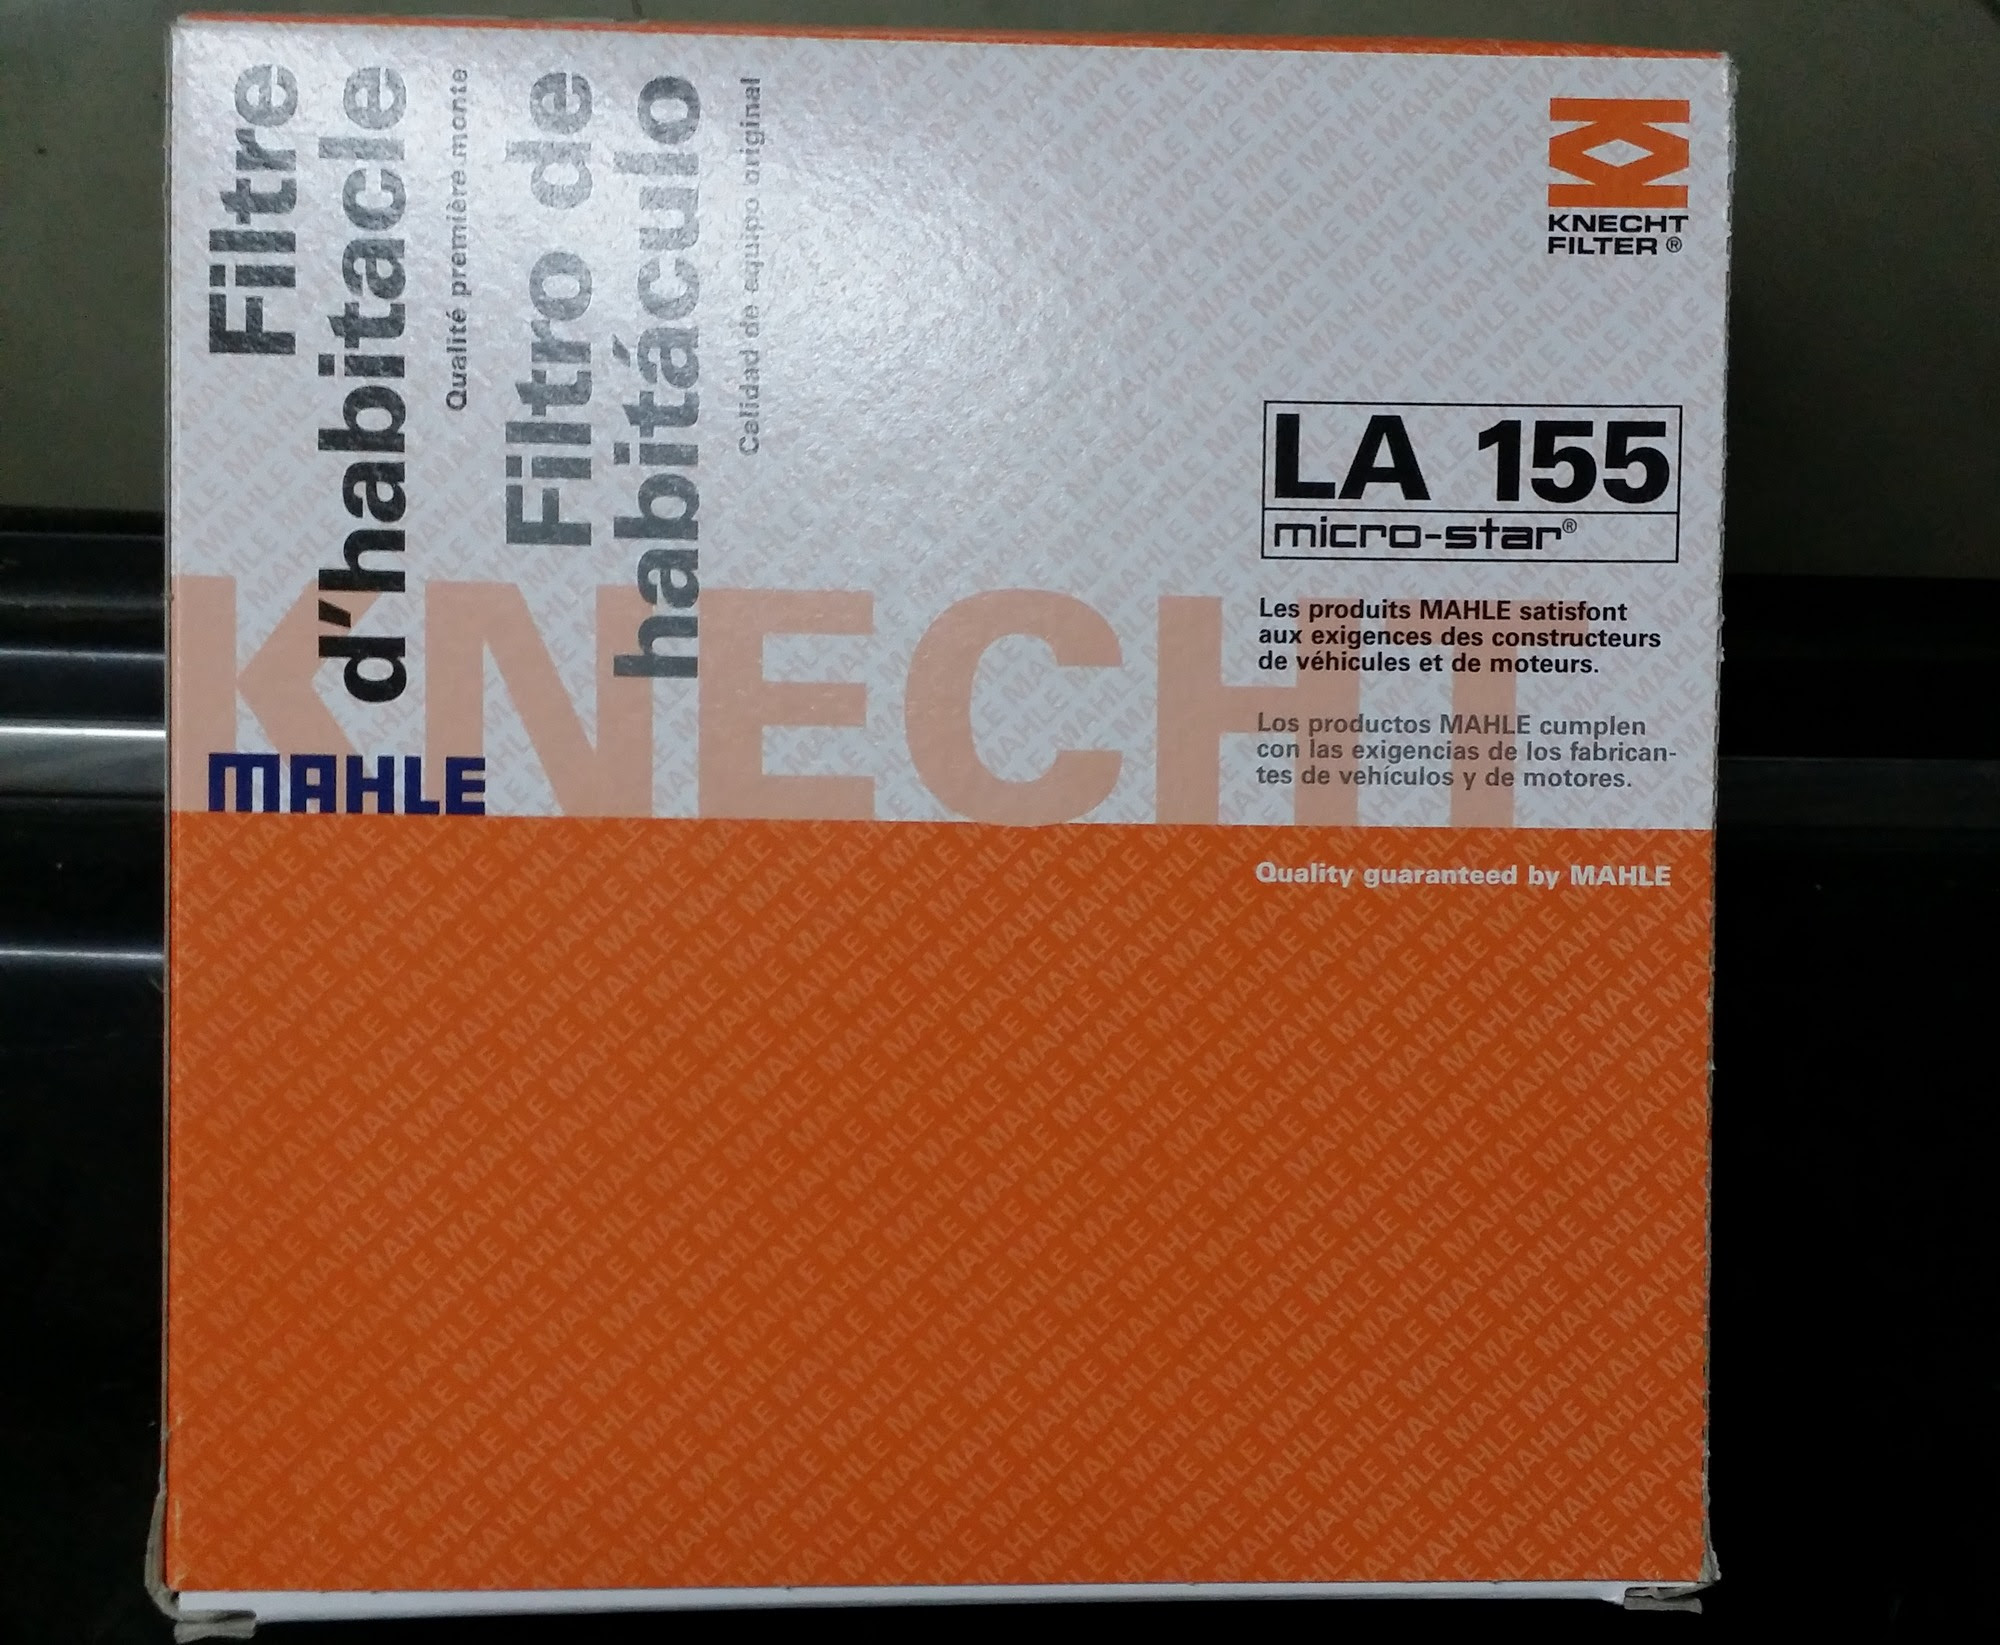 Filtre
d'habitacle
Qualité première monte
Filtro de
habitáculo
Calidad de equipo original
KNECHT
FILTER®
LA 155
micro-star®
KNECHT
Les produits MAHLE satisfont
aux exigences des constructeurs
de véhicules et de moteurs.
Los productos MAHLE cumplen
con las exigencias de los fabrican-
tes de vehículos y de motores.
MAHLE
Quality guaranteed by MAHLE